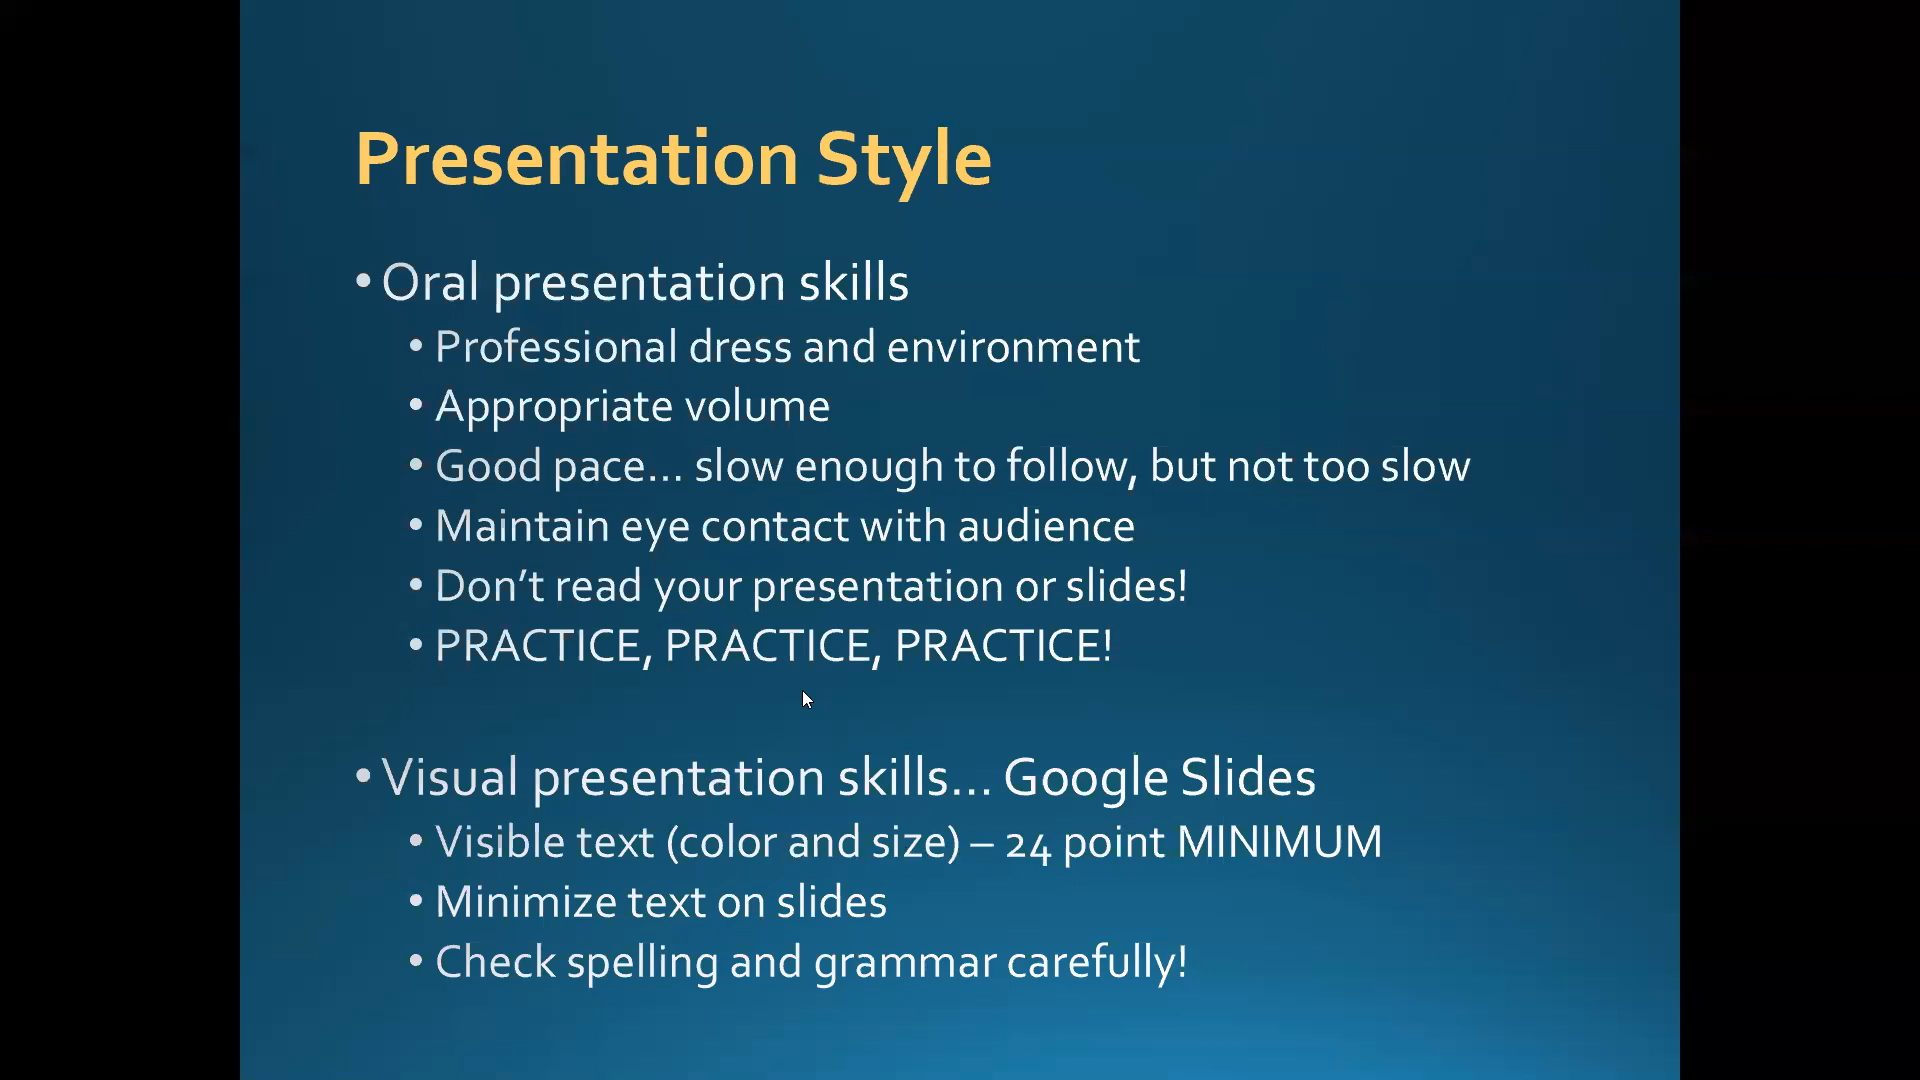 Presentation Style
• Oral presentation skills
• Professional dress and environment
• Appropriate volume
• Good pace... slow enough to follow, but not too slow
• Maintain eye contact with audience
• Don’t read your presentation or slides!
• PRACTICE, PRACTICE, PRACTICE!
• Visual presentation skills... Google Slides
• Visible text (color and size) – 24 point MINIMUM
• Minimize text on slides
• Check spelling and grammar carefully!